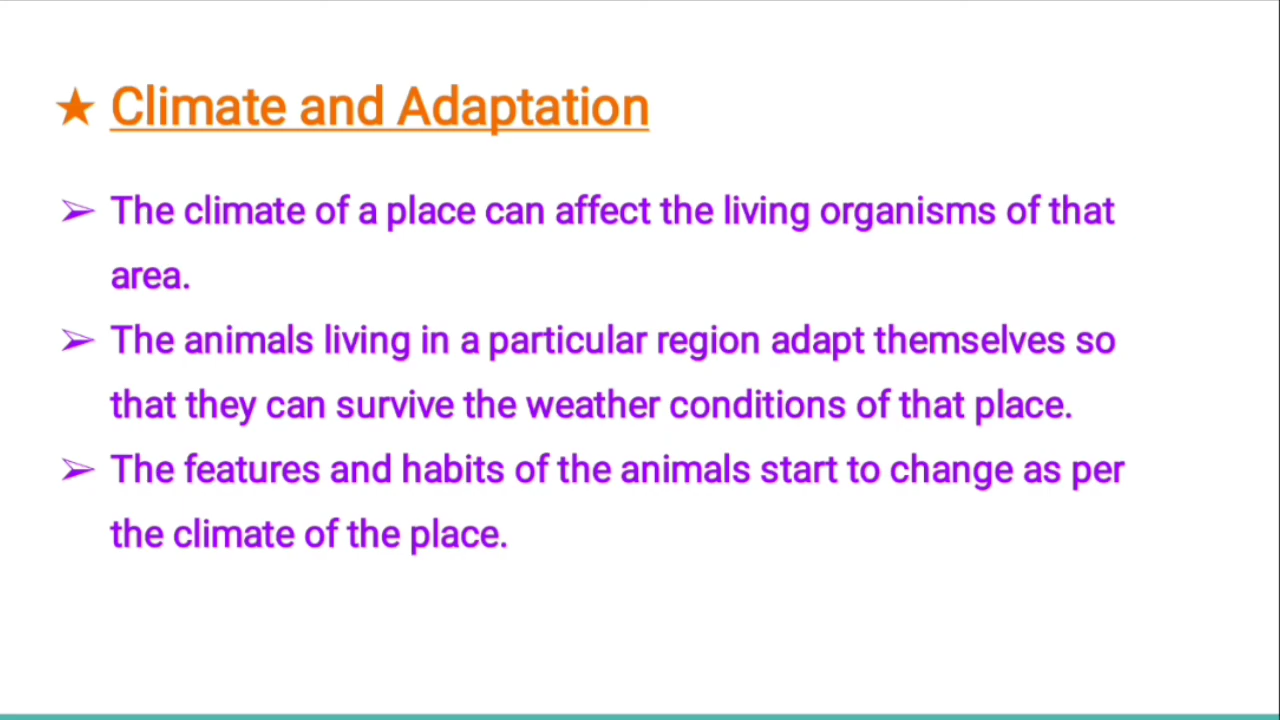 ★ Climate and Adaptation
➢ The climate of a place can affect the living organisms of that
area.
➢ The animals living in a particular region adapt themselves so
that they can survive the weather conditions of that place.
➢ The features and habits of the animals start to change as per
the climate of the place.